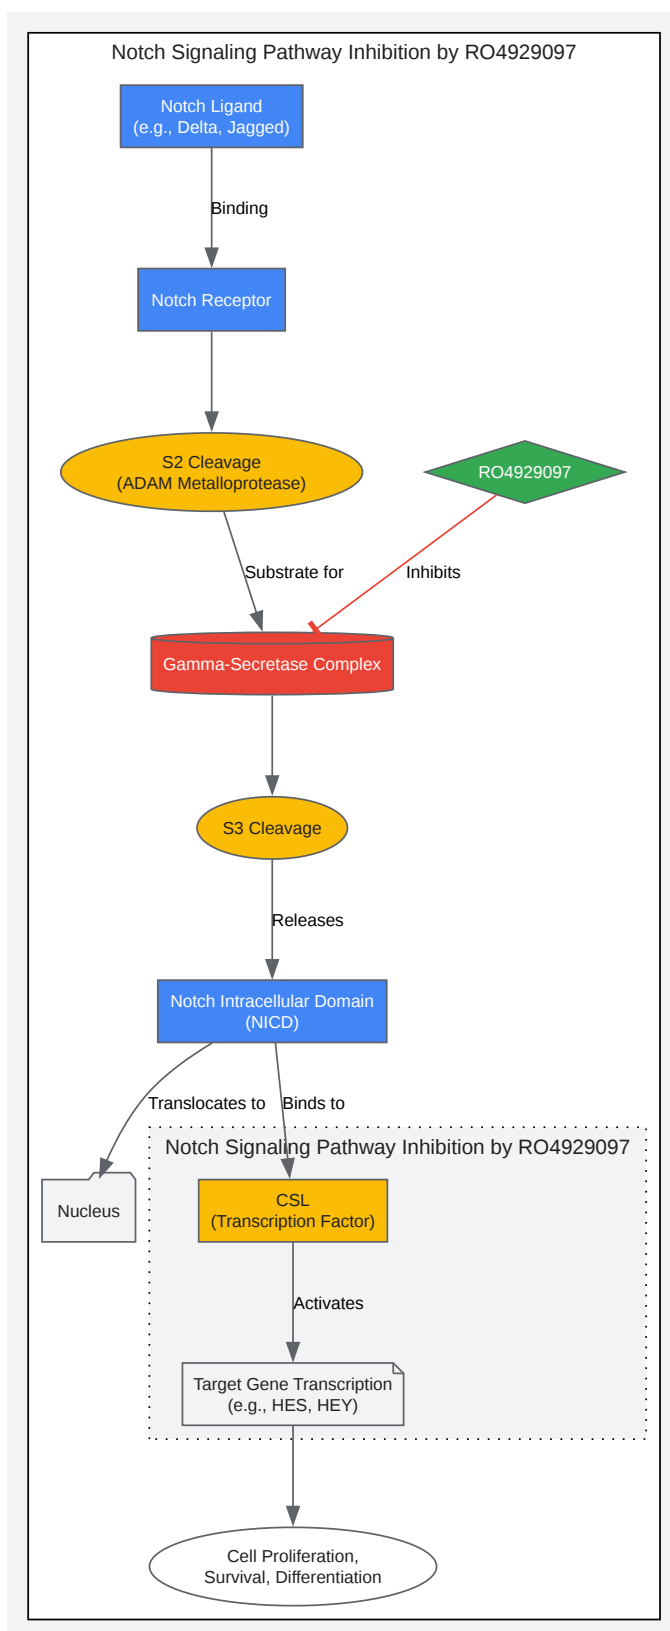 Notch Signaling Pathway Inhibition by RO4929097
Notch Ligand
(e.g., Delta, Jagged)
Binding
Notch Receptor
S2 Cleavage
(ADAM Metalloprotease)
RO4929097
Substrate for
Inhibits
Gamma-Secretase Complex
S3 Cleavage
Releases
Notch Intracellular Domain
(NICD)
Translocates to
Binds to
Notch Signaling Pathway Inhibition by RO4929097
Nucleus
CSL
(Transcription Factor)
Activates
Target Gene Transcription
(e.g., HES, HEY)
Cell Proliferation,
Survival, Differentiation